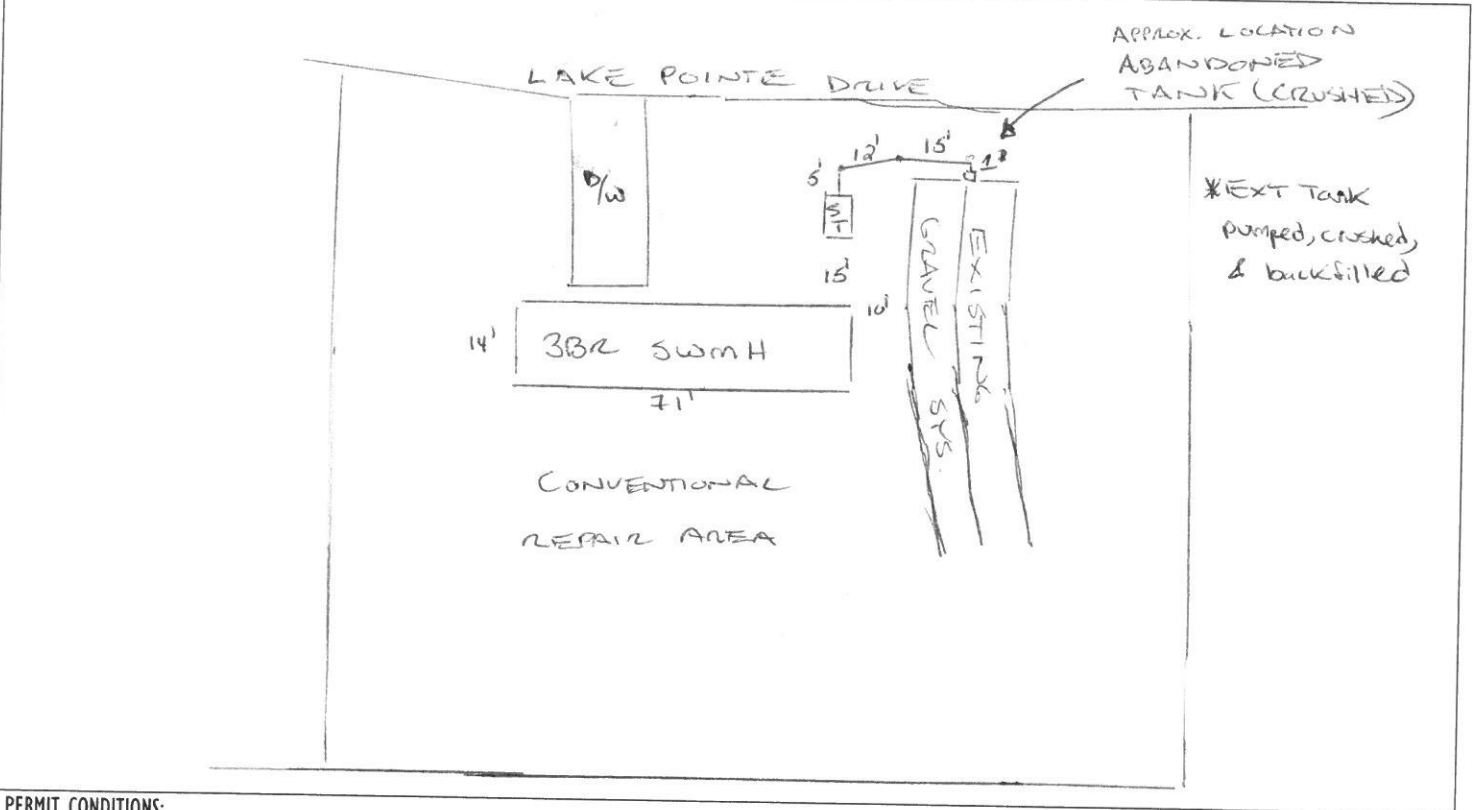 APPROX. LOCATION
ABANDONED
TANK (CRUSHED)
LAKE POINTE DRIVE
D/W
5'
12'
15'
1'
ST
15'
*EXT Tank
pumped, crushed,
& backfilled
10'
14'
3BR SWMH
71'
EXISTING
GRAVEL SYS.
CONVENTIONAL
REPAIR AREA
PERMIT CONDITIONS: